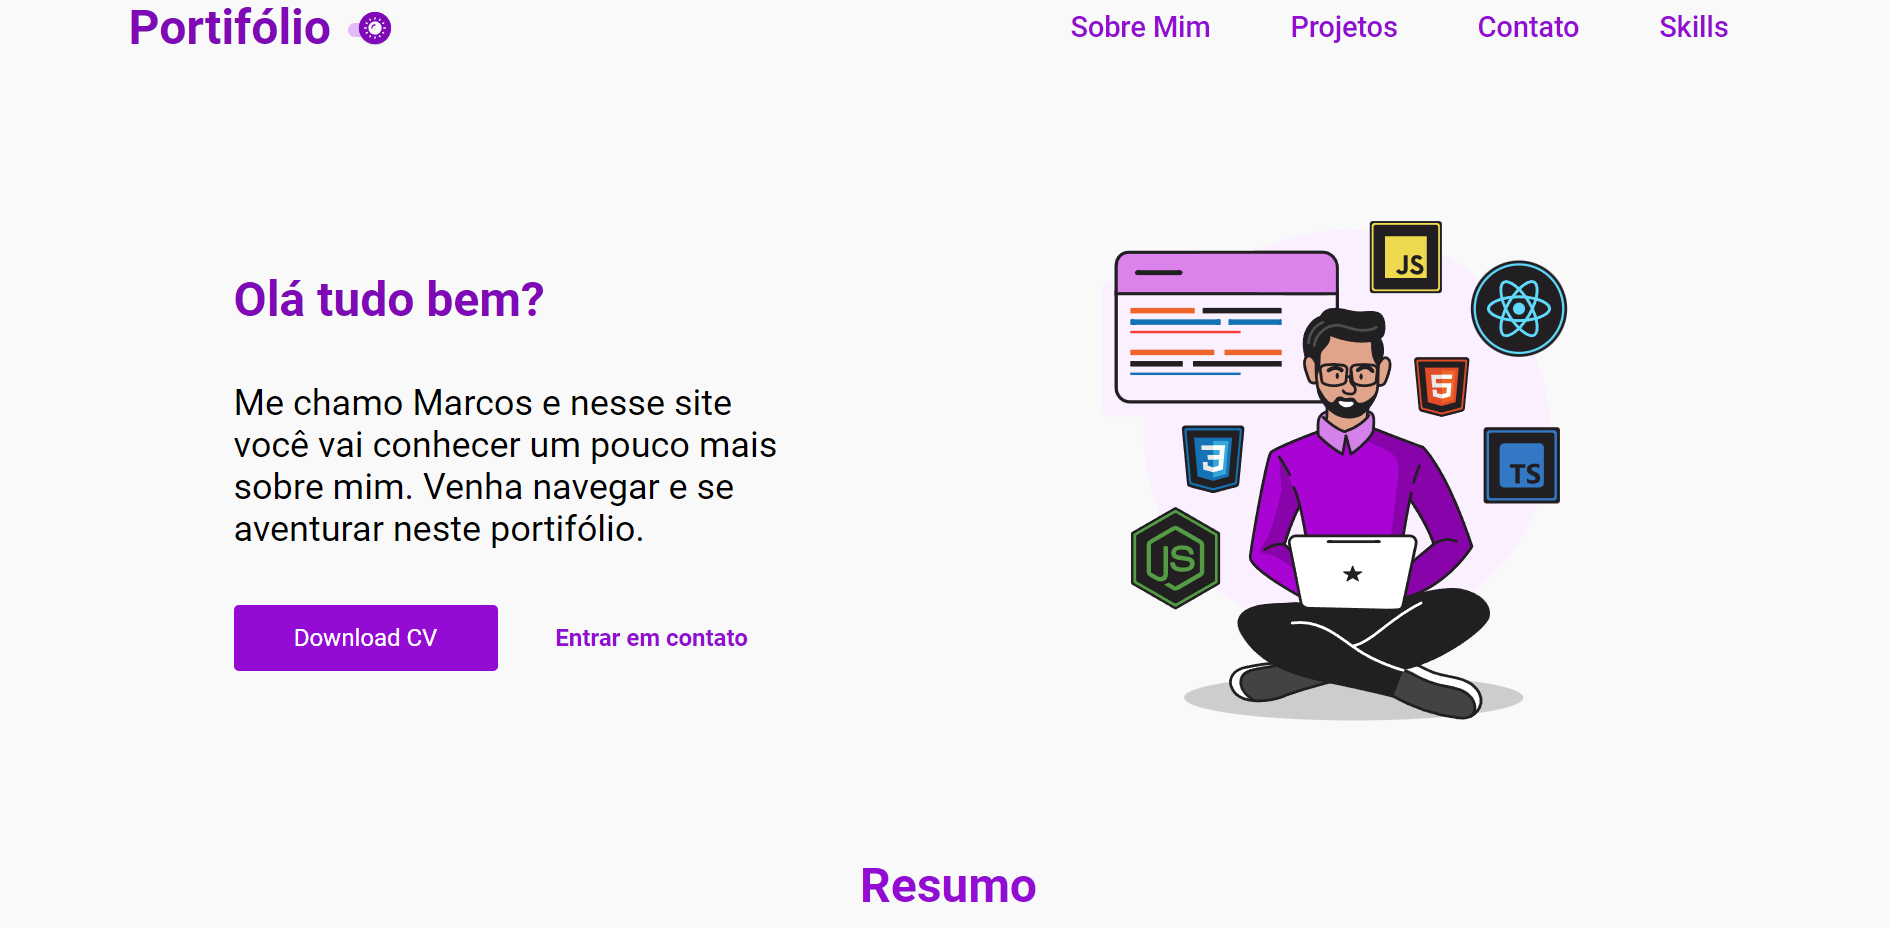 Portifólio
Sobre Mim
Projetos
Contato
Skills
Olá tudo bem?
Me chamo Marcos e nesse site
você vai conhecer um pouco mais
sobre mim. Venha navegar e se
aventurar neste portifólio.
Download CV
Entrar em contato
JS
5
3
TS
JS
Resumo